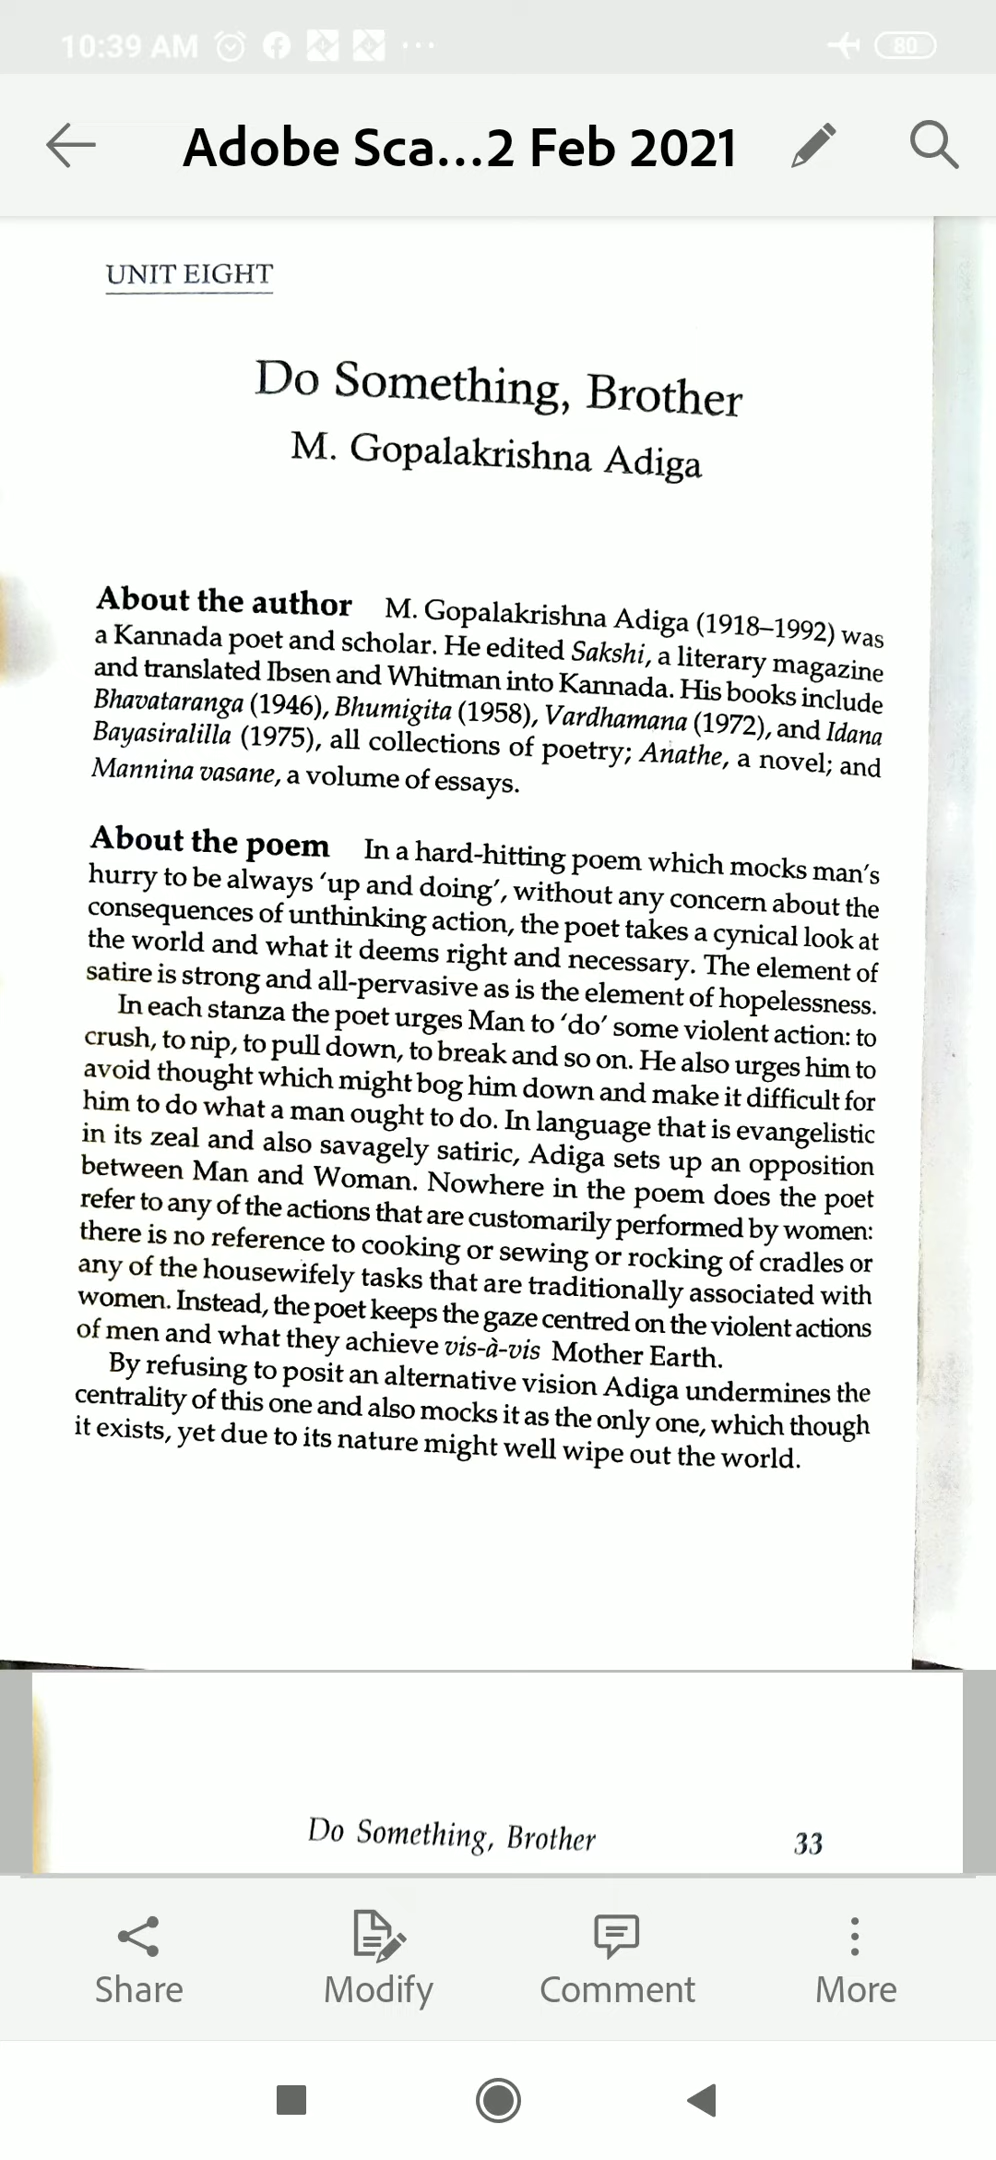 10:39 AM
80
Adobe Sca...2 Feb 2021
UNIT EIGHT
Do Something, Brother
M. Gopalakrishna Adiga
About the author M. Gopalakrishna Adiga (1918–1992) was
a Kannada poet and scholar. He edited Sakshi, a literary magazine
and translated Ibsen and Whitman into Kannada. His books include
Bhavataranga (1946), Bhumigita (1958), Vardhamana (1972), and Idana
Bayasiralilla (1975), all collections of poetry; Anathe, a novel; and
Mannina vasane, a volume of essays.
About the poem In a hard-hitting poem which mocks man's
hurry to be always 'up and doing', without any concern about the
consequences of unthinking action, the poet takes a cynical look at
the world and what it deems right and necessary. The element of
satire is strong and all-pervasive as is the element of hopelessness.
In each stanza the poet urges Man to 'do' some violent action: to
crush, to nip, to pull down, to break and so on. He also urges him to
avoid thought which might bog him down and make it difficult for
him to do what a man ought to do. In language that is evangelistic
in its zeal and also savagely satiric, Adiga sets up an opposition
between Man and Woman. Nowhere in the poem does the poet
refer to any of the actions that are customarily performed by women:
there is no reference to cooking or sewing or rocking of cradles or
any of the housewifely tasks that are traditionally associated with
women. Instead, the poet keeps the gaze centred on the violent actions
of men and what they achieve vis-à-vis Mother Earth.
By refusing to posit an alternative vision Adiga undermines the
centrality of this one and also mocks it as the only one, which though
it exists, yet due to its nature might well wipe out the world.
Do Something, Brother 33
Share Modify Comment More